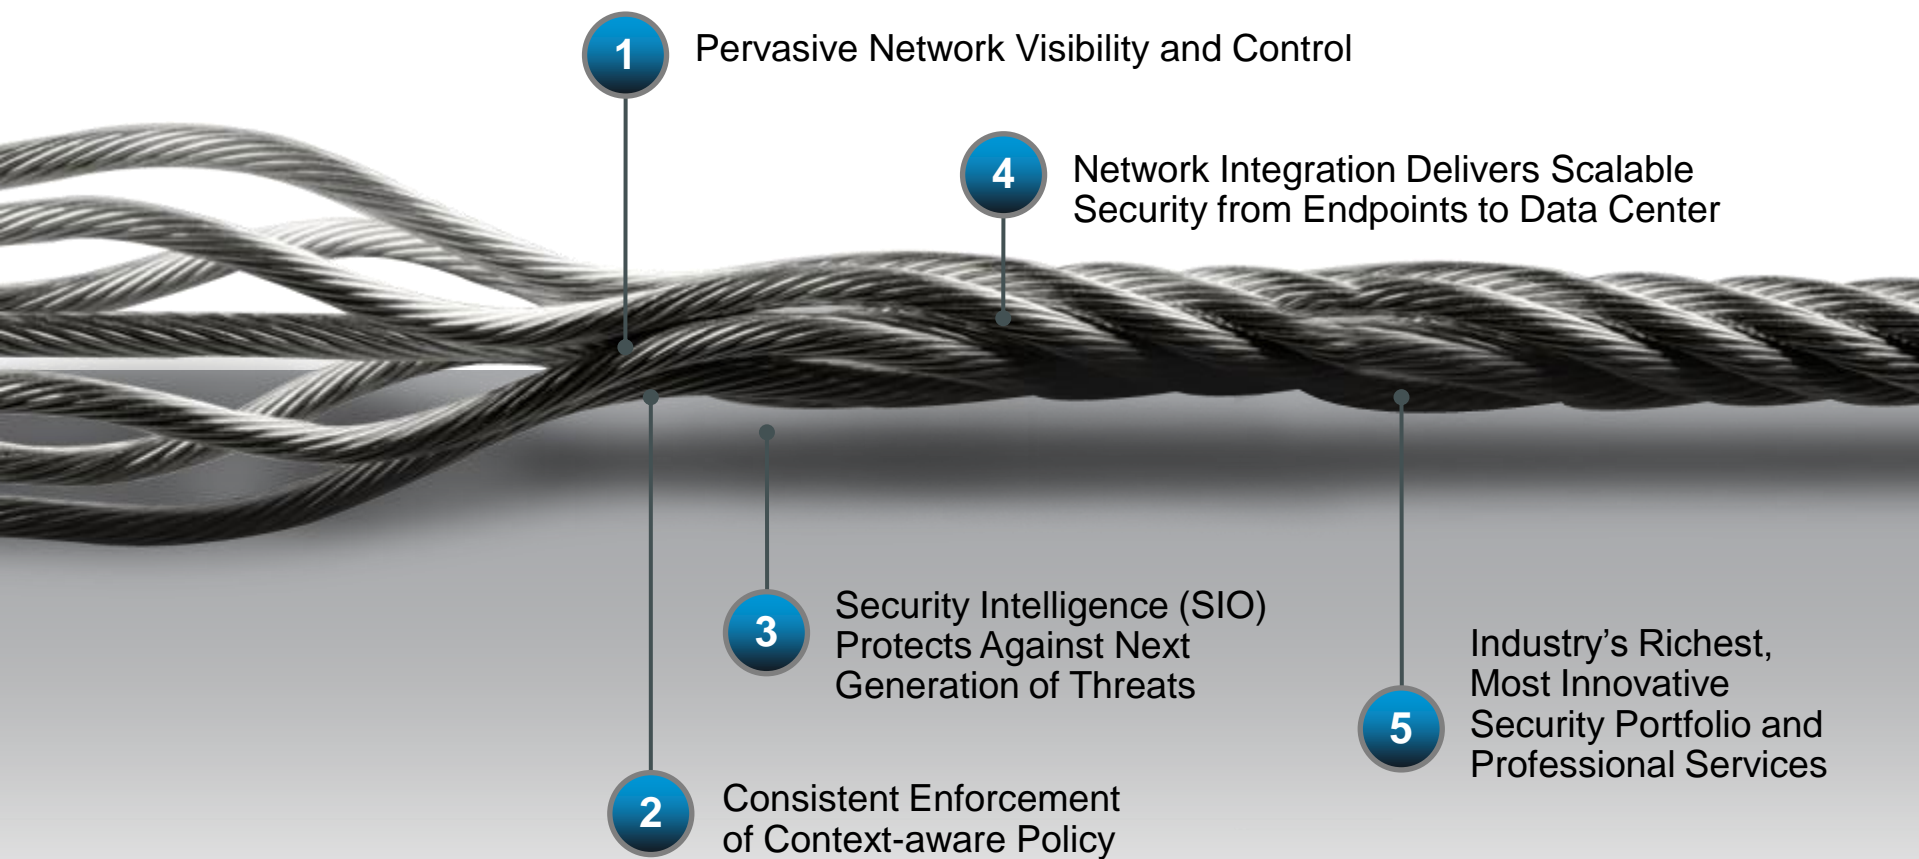 1
Pervasive Network Visibility and Control
4
Network Integration Delivers Scalable
Security from Endpoints to Data Center
3
Security Intelligence (SIO)
Protects Against Next
Generation of Threats
5
Industry’s Richest,
Most Innovative
Security Portfolio and
Professional Services
2
Consistent Enforcement
of Context-aware Policy